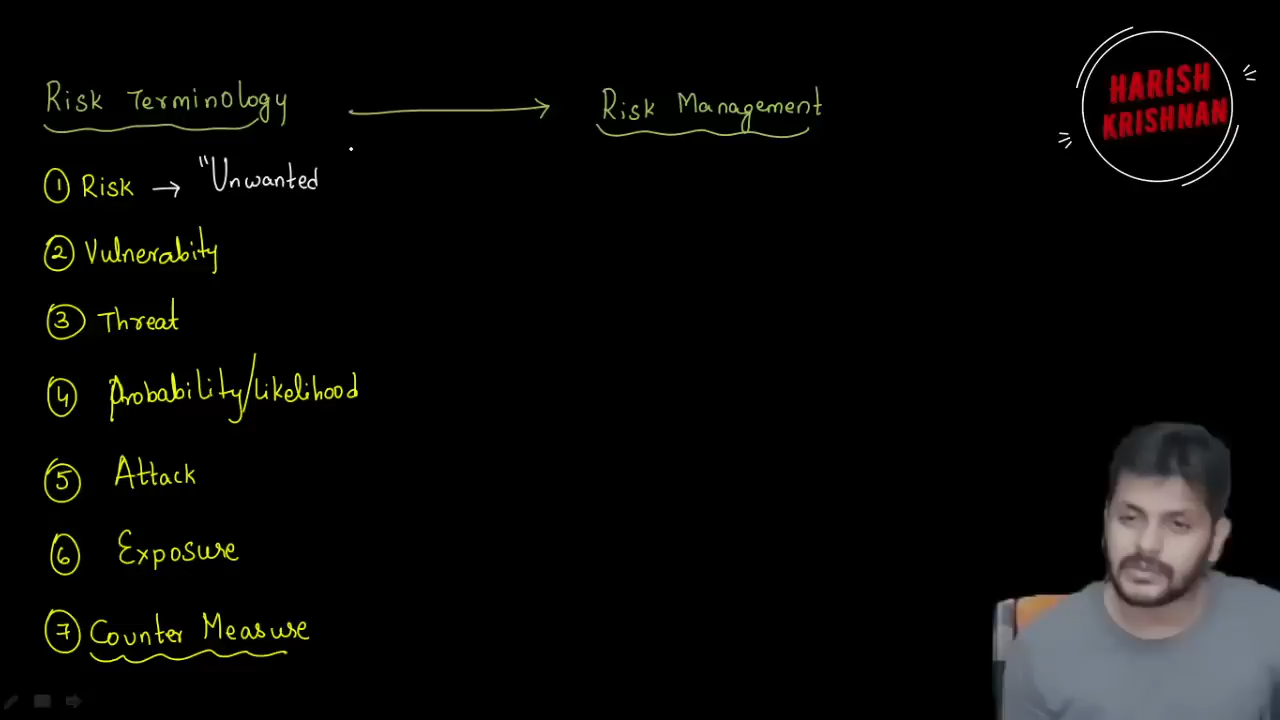 Risk Terminology → Risk Management
HARISH
KRISHNAN
① Risk → "Unwanted
② Vulnerabity
③ Threat
④ Probability/likelihood
⑤ Attack
⑥ Exposure
⑦ Counter Measure